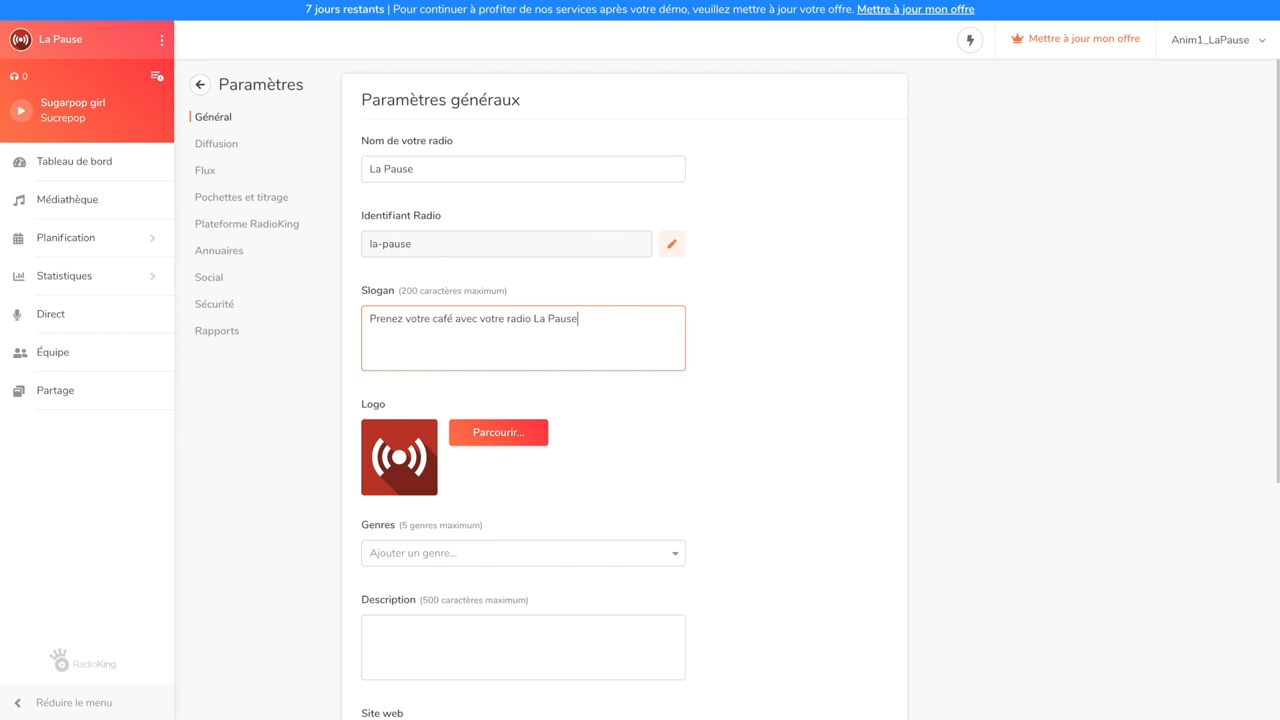 7 jours restants | Pour continuer à profiter de nos services après votre démo, veuillez mettre à jour votre offre. Mettre à jour mon offre
La Pause
Mettre à jour mon offre
Anim1_LaPause
0
Sugarpop girl
Sucrepop
Tableau de bord
Médiathèque
Planification
Statistiques
Direct
Équipe
Partage
RadioKing
Réduire le menu
Paramètres
Général
Diffusion
Flux
Pochettes et titrage
Plateforme RadioKing
Annuaires
Social
Sécurité
Rapports
Paramètres généraux
Nom de votre radio
La Pause
Identifiant Radio
la-pause
Slogan (200 caractères maximum)
Prenez votre café avec votre radio La Pause
Logo
Parcourir...
Genres (5 genres maximum)
Ajouter un genre...
Description (500 caractères maximum)
Site web